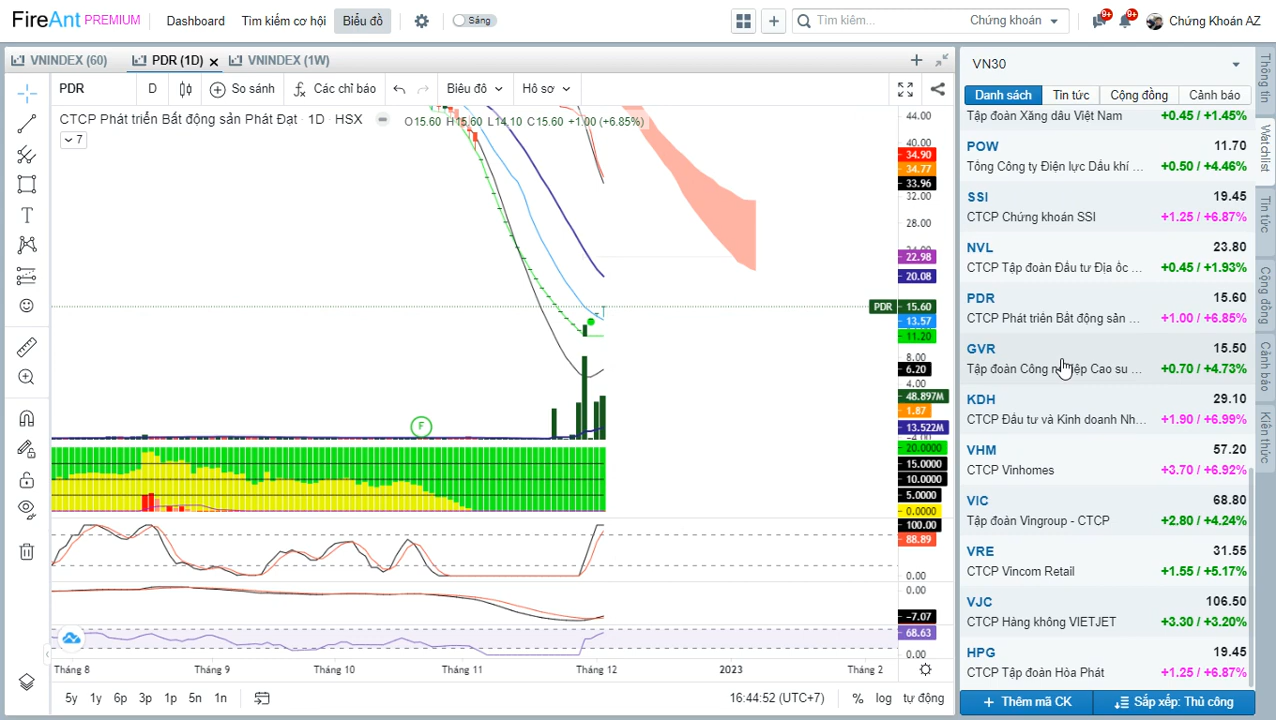 FireAnt PREMIUM Dashboard Tìm kiếm cơ hội Biểu đồ Sáng Tìm kiếm... Chứng khoán 9+ 9+ Chứng Khoán AZ
VNINDEX (60) PDR (1D) VNINDEX (1W)
PDR D So sánh Các chỉ báo Biểu đồ Hồ sơ
CTCP Phát triển Bất động sản Phát Đạt · 1D · HSX O15.60 H15.60 L14.10 C15.60 +1.00 (+6.85%)
7
44.00
40.00
34.90
34.77
33.96
32.00
28.00
22.98
20.08
PDR 15.60
13.57
11.20
8.00
6.20
4.00
48.897M
1.87
13.522M
F
20.0000
15.0000
10.0000
5.0000
0.0000
100.00
88.89
0.00
0.00
-7.07
68.63
0.00
Tháng 8 Tháng 9 Tháng 10 Tháng 11 Tháng 12 2023 Tháng 2
5y 1y 6p 3p 1p 5n 1n 16:44:52 (UTC+7) % log tự động
VN30
Danh sách Tin tức Cộng đồng Cảnh báo
Tập đoàn Xăng dầu Việt Nam +0.45 / +1.45%
POW 11.70
Tổng Công ty Điện lực Dầu khí ... +0.50 / +4.46%
SSI 19.45
CTCP Chứng khoán SSI +1.25 / +6.87%
NVL 23.80
CTCP Tập đoàn Đầu tư Địa ốc ... +0.45 / +1.93%
PDR 15.60
CTCP Phát triển Bất động sản ... +1.00 / +6.85%
GVR 15.50
Tập đoàn Công nghiệp Cao su ... +0.70 / +4.73%
KDH 29.10
CTCP Đầu tư và Kinh doanh Nh... +1.90 / +6.99%
VHM 57.20
CTCP Vinhomes +3.70 / +6.92%
VIC 68.80
Tập đoàn Vingroup - CTCP +2.80 / +4.24%
VRE 31.55
CTCP Vincom Retail +1.55 / +5.17%
VJC 106.50
CTCP Hàng không VIETJET +3.30 / +3.20%
HPG 19.45
CTCP Tập đoàn Hòa Phát +1.25 / +6.87%
Thêm mã CK Sắp xếp: Thủ công
Thông tin
Watchlist
Tin tức
Cộng đồng
Cảnh báo
Kiến thức